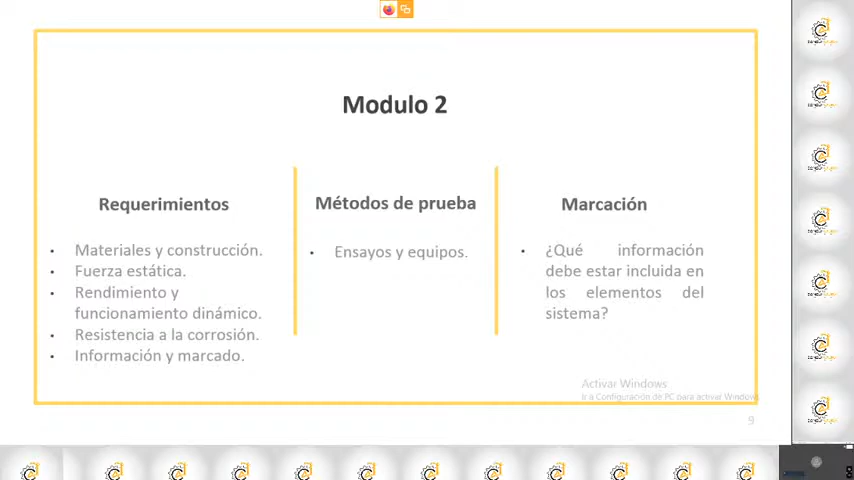 Modulo 2
Requerimientos
• Materiales y construcción.
• Fuerza estática.
• Rendimiento y
funcionamiento dinámico.
• Resistencia a la corrosión.
• Información y marcado.
Métodos de prueba
• Ensayos y equipos.
Marcación
• ¿Qué información
debe estar incluida en
los elementos del
sistema?
Activar Windows
Ir a Configuración de PC para activar Windows
9